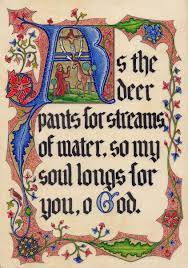 As the
deer
pants for streams
of water, so my
soul longs for
you, o God.